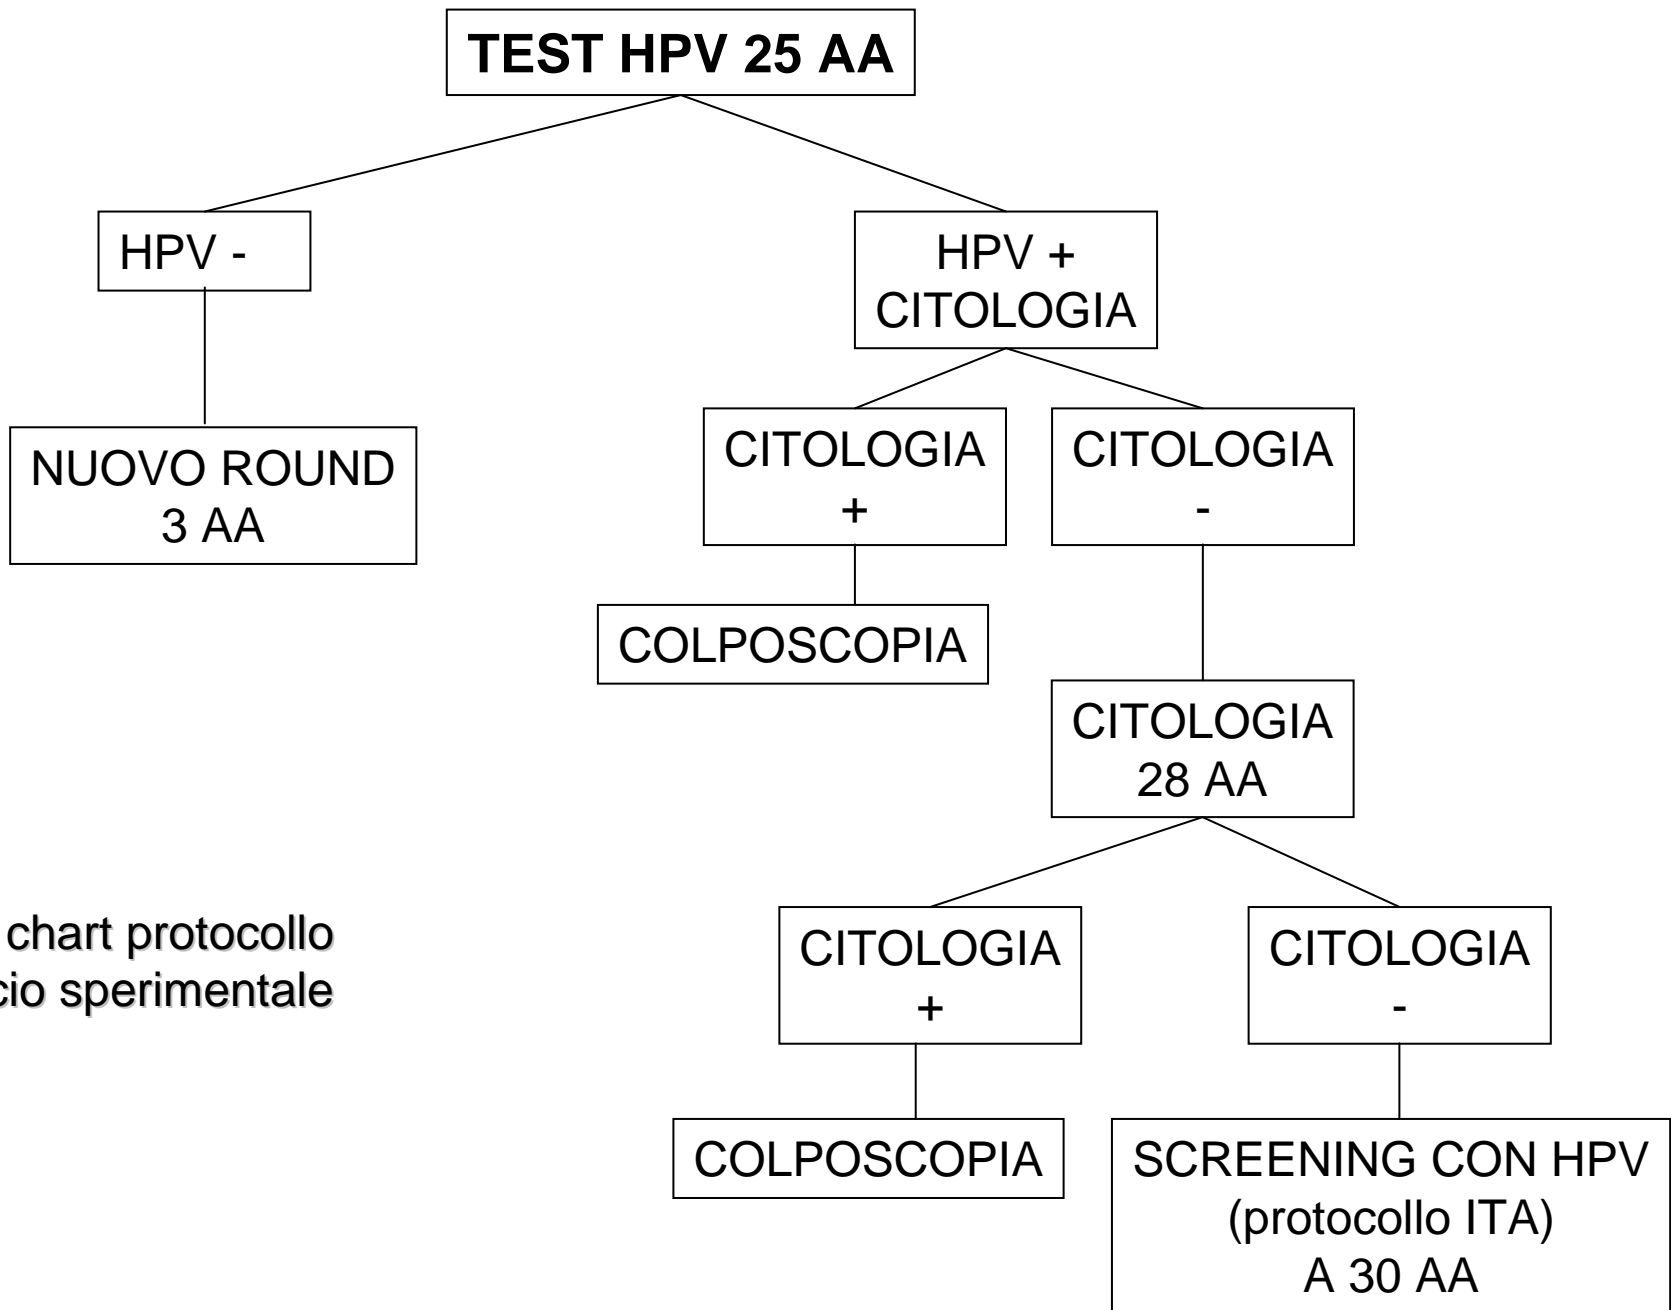 TEST HPV 25 AA
HPV -
HPV +
CITOLOGIA
NUOVO ROUND
3 AA
CITOLOGIA
+
CITOLOGIA
-
COLPOSCOPIA
CITOLOGIA
28 AA
chart protocollo
sperimentale
CITOLOGIA
+
CITOLOGIA
-
COLPOSCOPIA
SCREENING CON HPV
(protocollo ITA)
A 30 AA